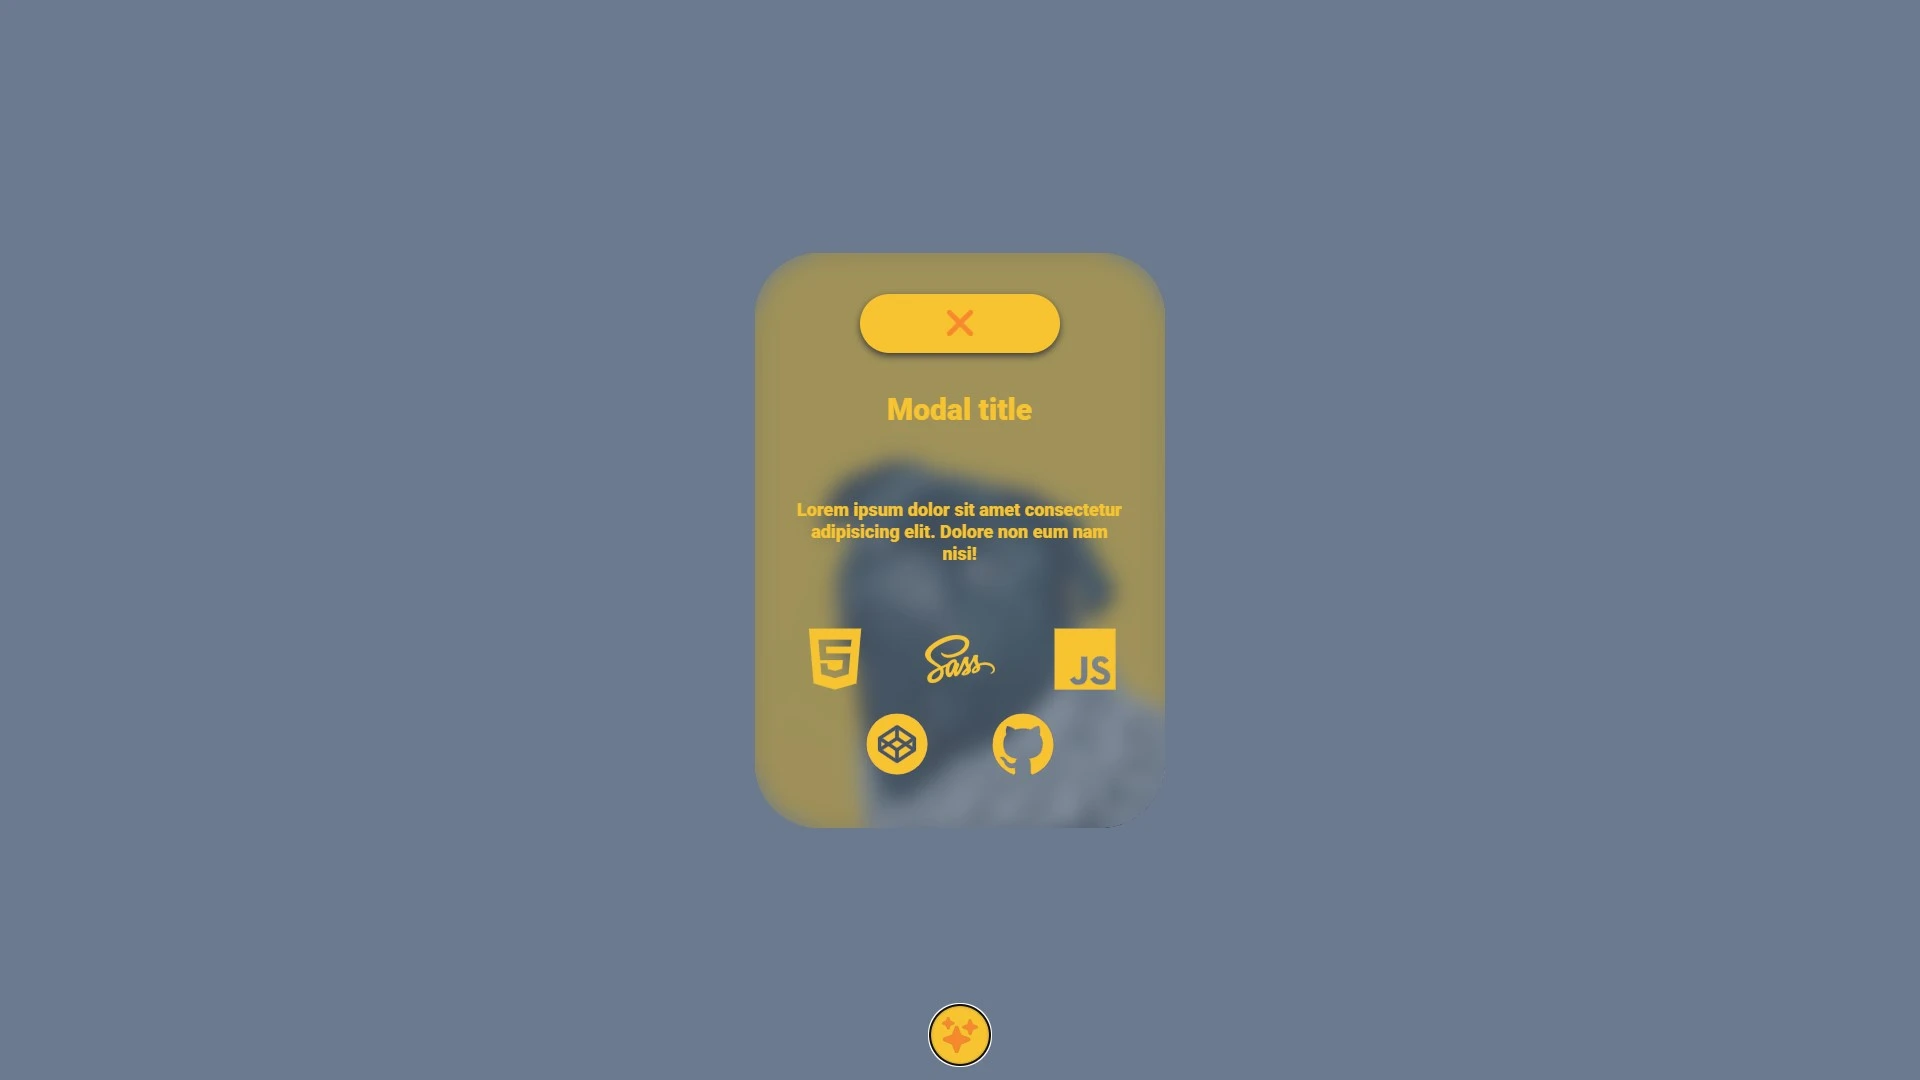 Modal title
Lorem ipsum dolor sit amet consectetur
adipisicing elit. Dolore non eum nam
nisi!
5 Sass JS